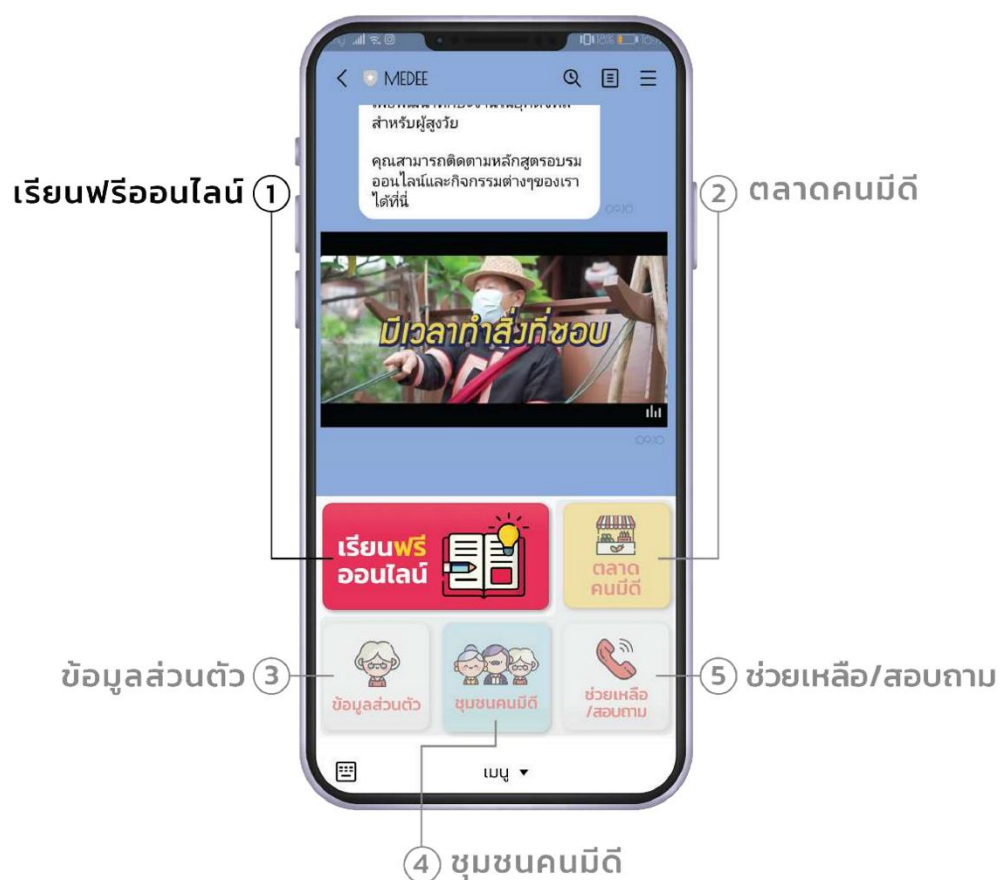 MEDEE
สำหรับผู้สูงวัย
คุณสามารถติดตามหลักสูตรอบรม
ออนไลน์และกิจกรรมต่างๆของเรา
ได้ที่นี่
09:10
เรียนฟรีออนไลน์ 1
2 ตลาดคนมีดี
มีเวลาทำสิ่งที่ชอบ
09:10
เรียนฟรี
ออนไลน์
ตลาด
คนมีดี
ข้อมูลส่วนตัว 3
5 ช่วยเหลือ/สอบถาม
ข้อมูลส่วนตัว
ชุมชนคนมีดี
ช่วยเหลือ
/สอบถาม
เมนู
4 ชุมชนคนมีดี